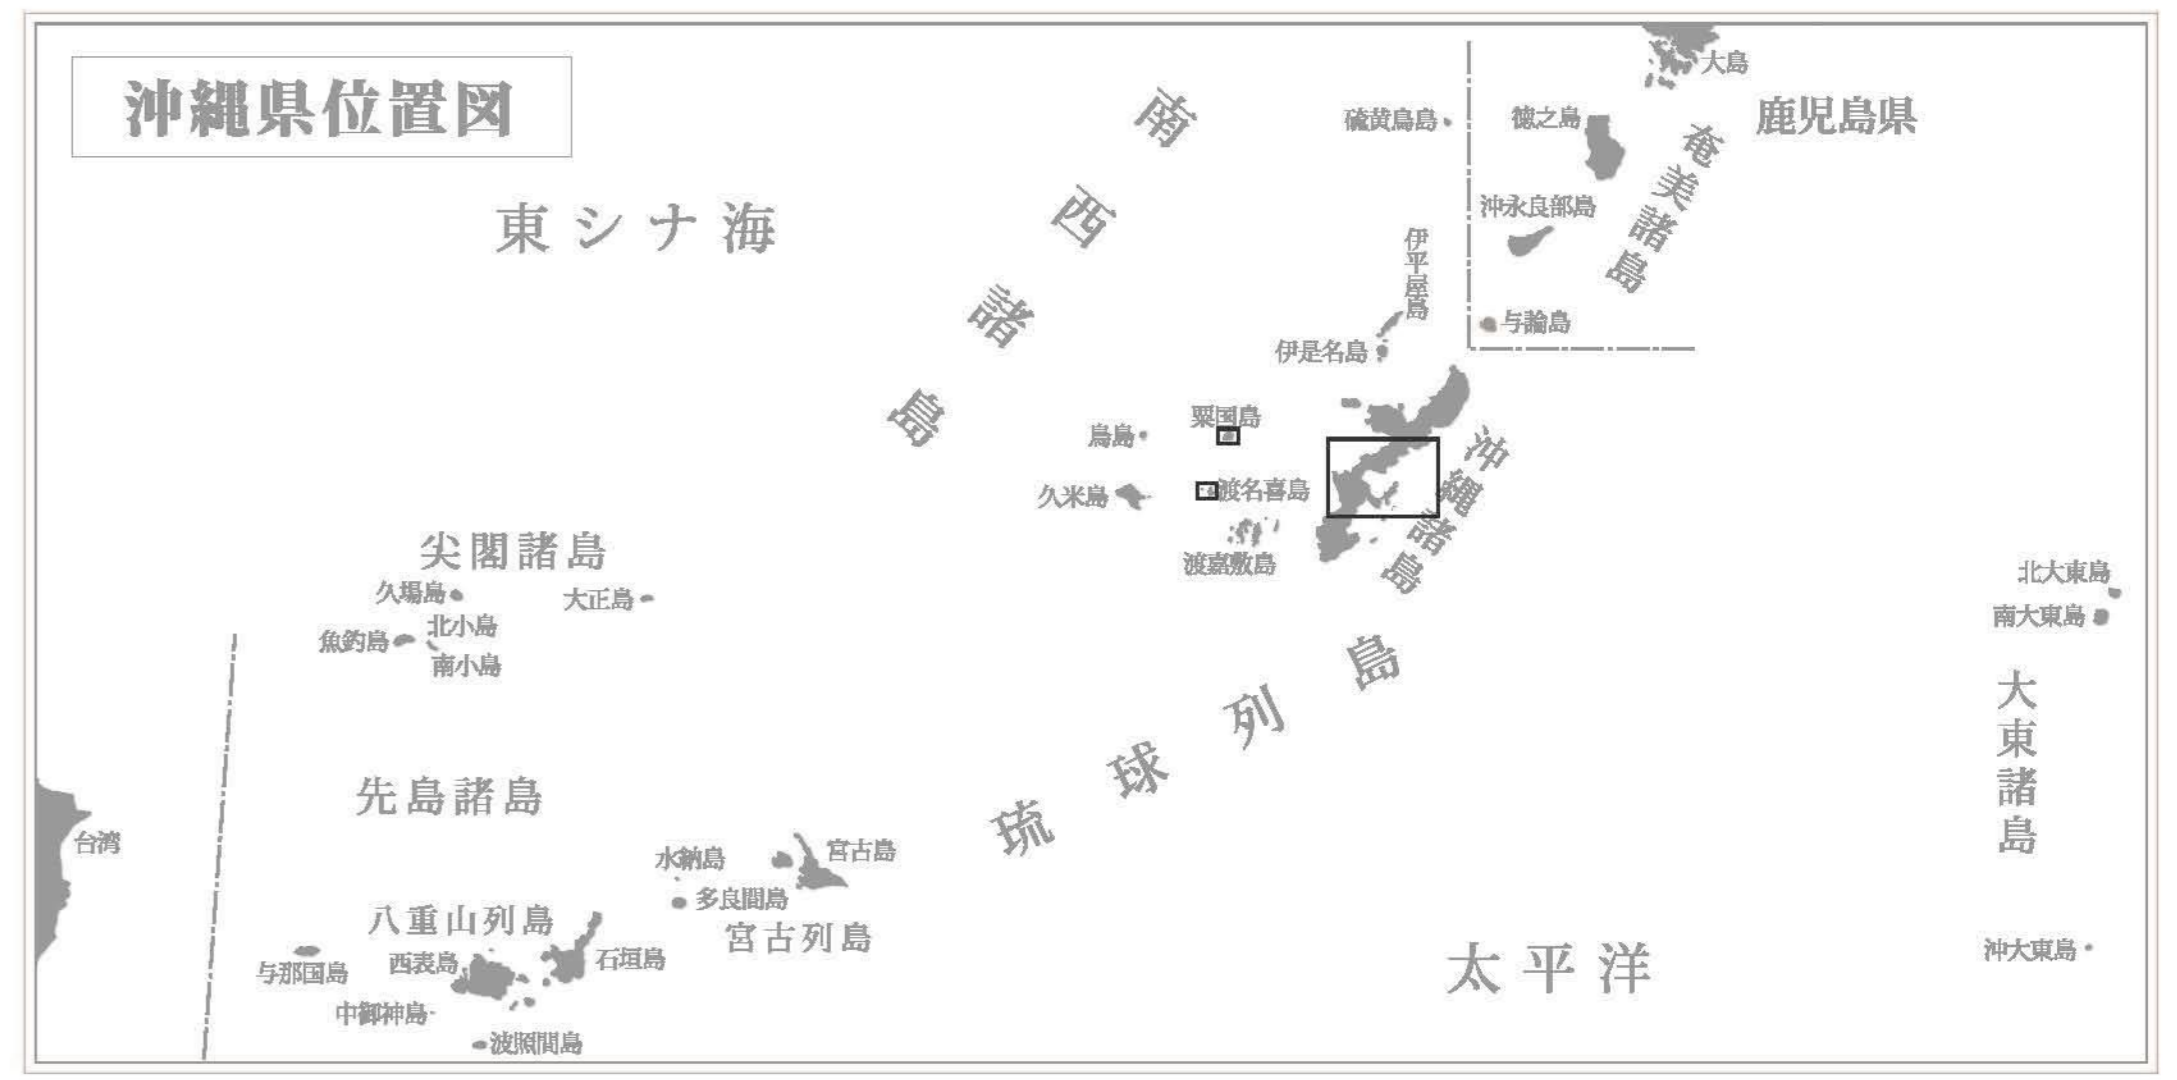 沖縄県位置図
大島
鹿児島県
硫黄鳥島
徳之島
奄美諸島
沖永良部島
与論島
南西諸島
東シナ海
伊平屋島
伊是名島
粟国島
鳥島
久米島
渡名喜島
渡嘉敷島
沖縄諸島
尖閣諸島
久場島
大正島
北小島
魚釣島
南小島
北大東島
南大東島
大東諸島
沖大東島
琉球列島
先島諸島
台湾
水納島
宮古島
多良間島
宮古列島
八重山列島
石垣島
西表島
与那国島
中御神島
波照間島
太平洋